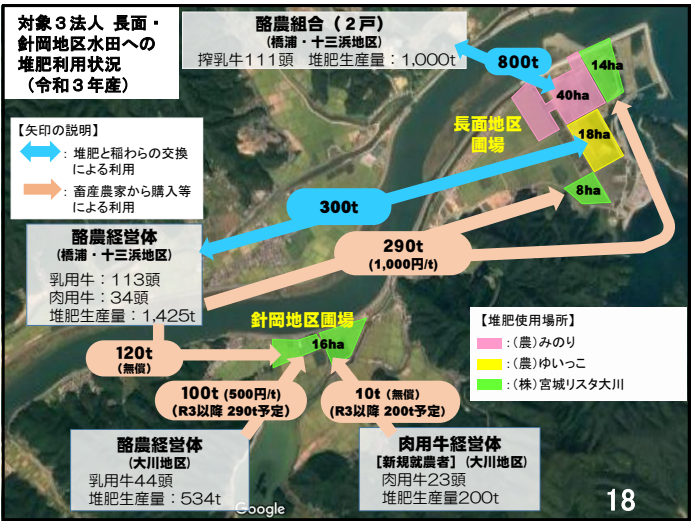 対象３法人 長面・
針岡地区水田への
堆肥利用状況
（令和３年産）
酪農組合（２戸）
(橋浦・十三浜地区)
搾乳牛111頭　堆肥生産量：1,000t
【矢印の説明】
：堆肥と稲わらの交換
による利用
：畜産農家から購入等
による利用
800t
14ha
40ha
長面地区
圃場
18ha
8ha
300t
290t
(1,000円/t)
酪農経営体
(橋浦・十三浜地区)
乳用牛：113頭
肉用牛：34頭
堆肥生産量：1,425t
針岡地区圃場
16ha
【堆肥使用場所】
：(農)みのり
：(農)ゆいっこ
：(株)宮城リスタ大川
120t
(無償)
100t (500円/t)
(R3以降 290t予定)
10t (無償)
(R3以降 200t予定)
酪農経営体
(大川地区)
乳用牛44頭
堆肥生産量：534t
肉用牛経営体
[新規就農者] (大川地区)
肉用牛23頭
堆肥生産量200t
Google
18